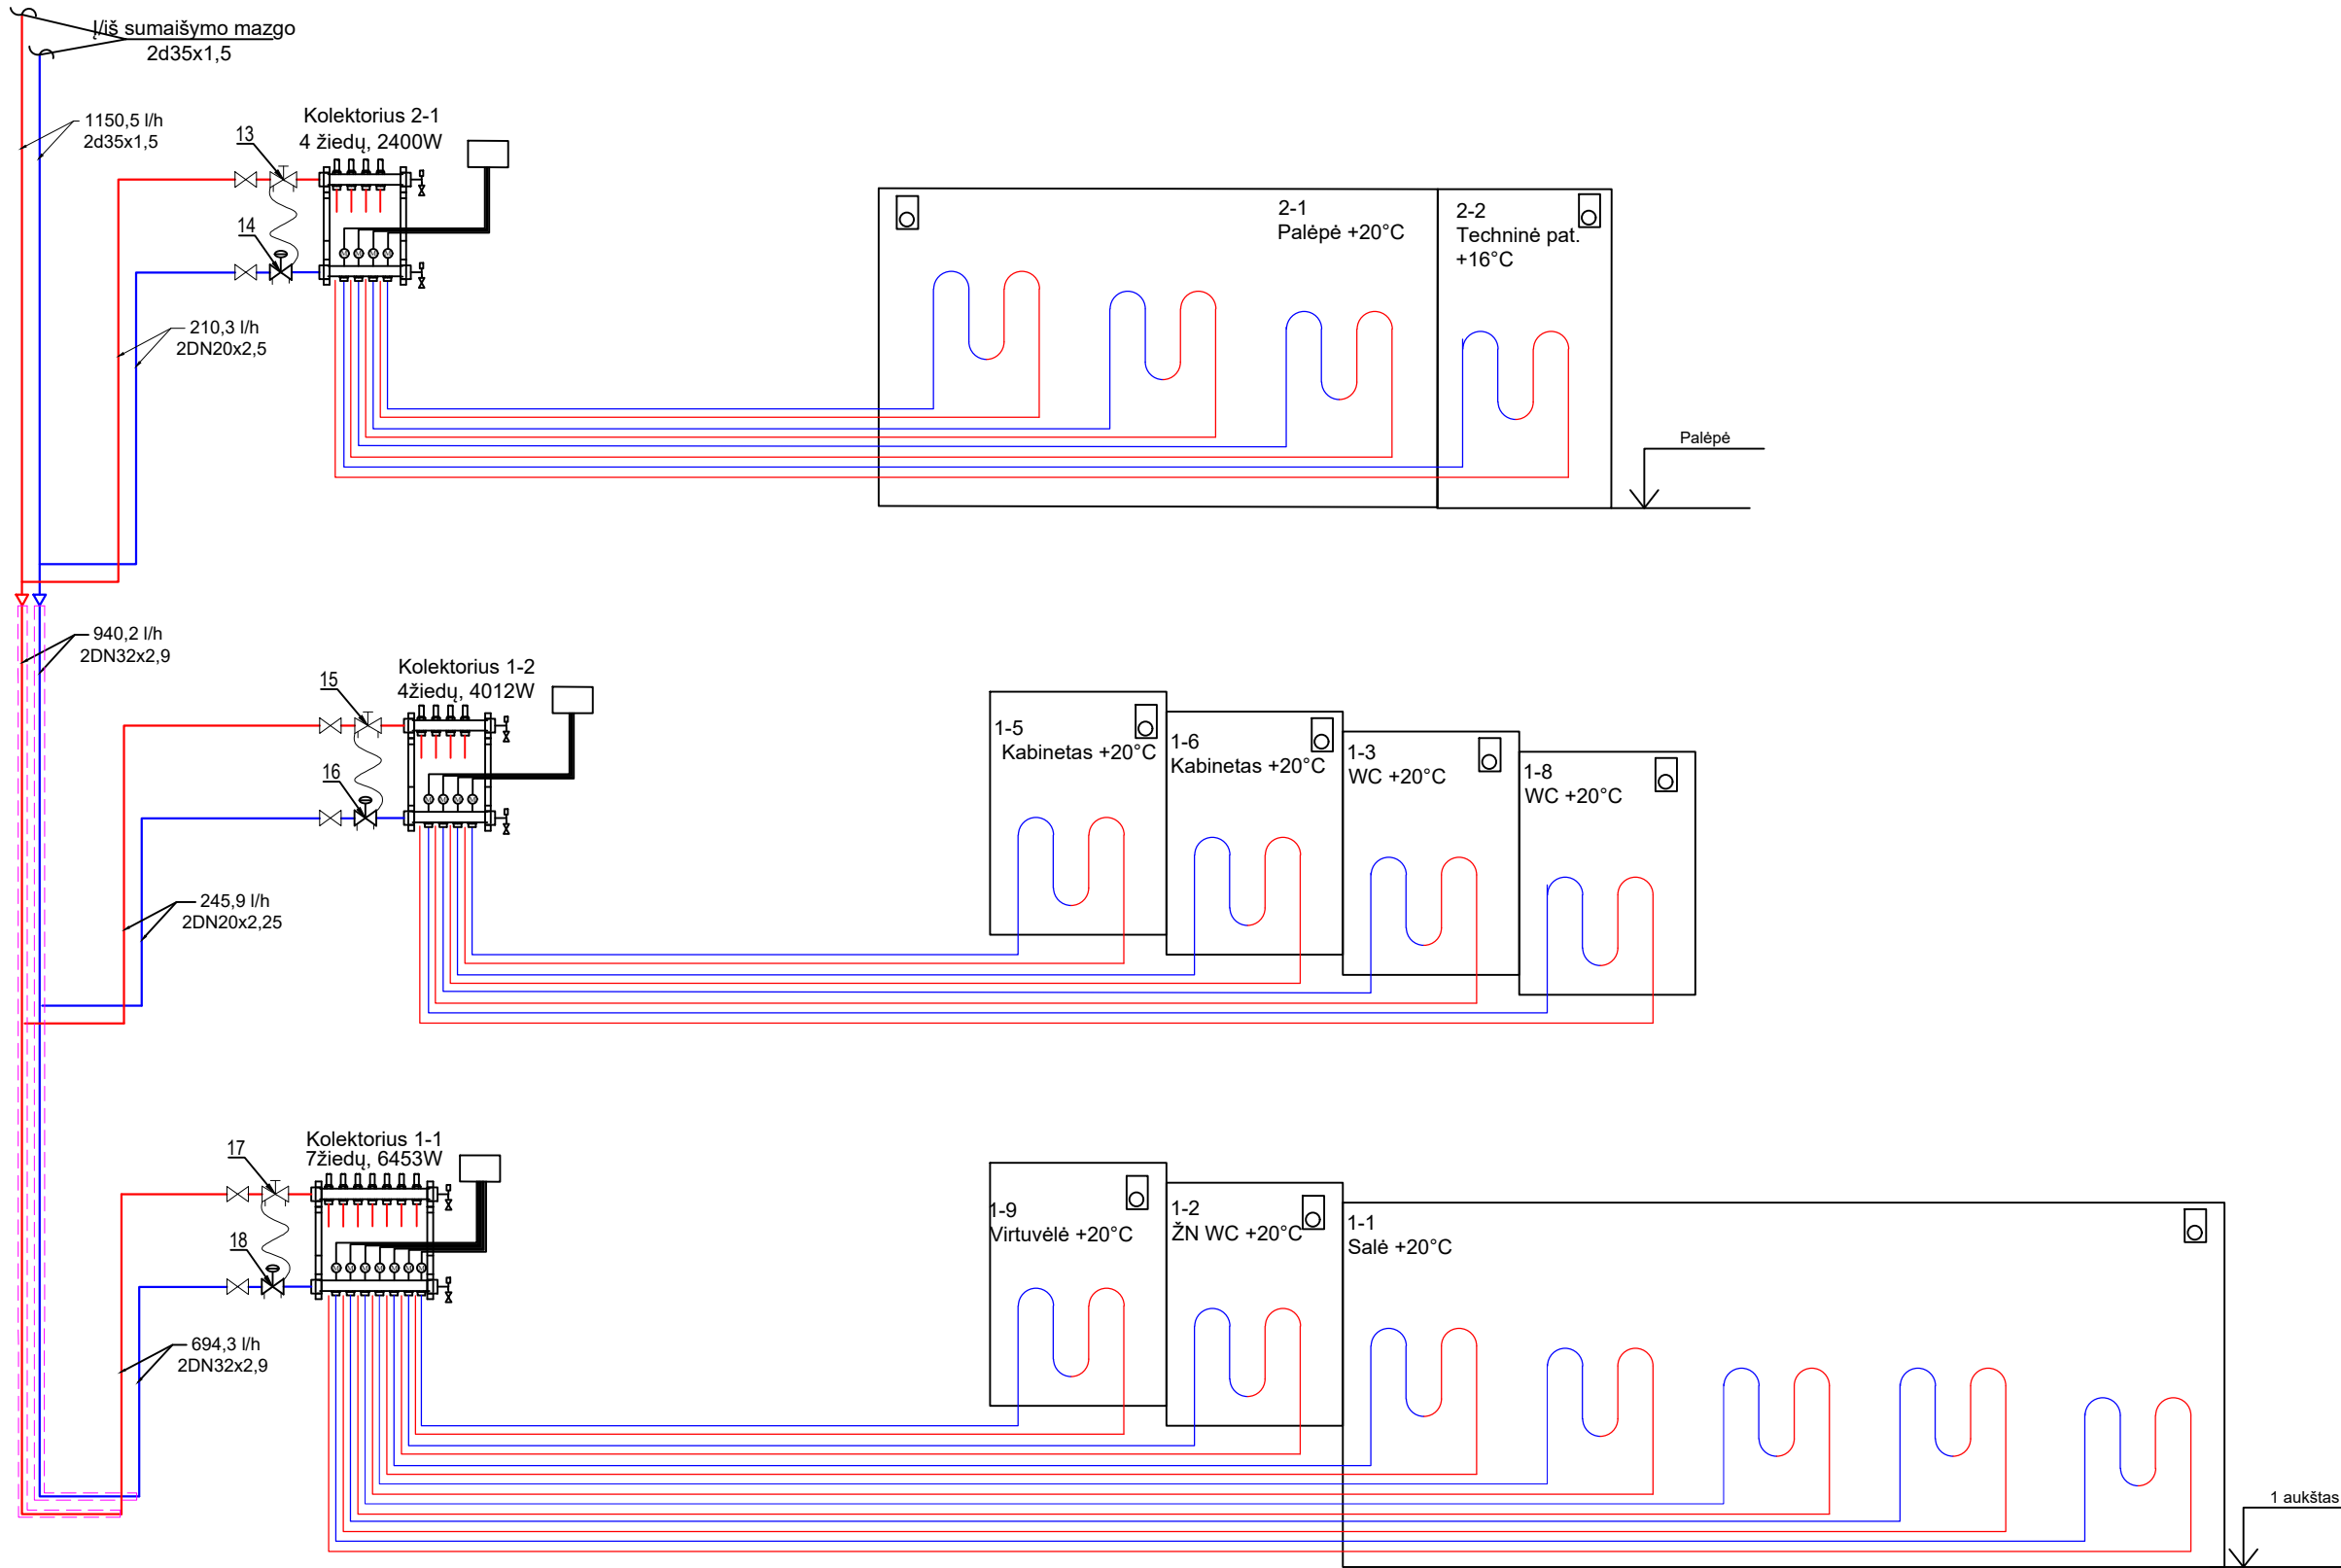 Į/iš sumaišymo mazgo
2d35x1,5
1150,5 l/h
2d35x1,5
13
Kolektorius 2-1
4 žiedų, 2400W
14
210,3 l/h
2DN20x2,5
2-1
Palėpė +20°C
2-2
Techninė pat.
+16°C
Palėpė
940,2 l/h
2DN32x2,9
15
Kolektorius 1-2
4žiedų, 4012W
16
245,9 l/h
2DN20x2,25
1-5
Kabinetas +20°C
1-6
Kabinetas +20°C
1-3
WC +20°C
1-8
WC +20°C
17
Kolektorius 1-1
7žiedų, 6453W
18
694,3 l/h
2DN32x2,9
1-9
Virtuvėlė +20°C
1-2
ŽN WC +20°C
1-1
Salė +20°C
1 aukštas